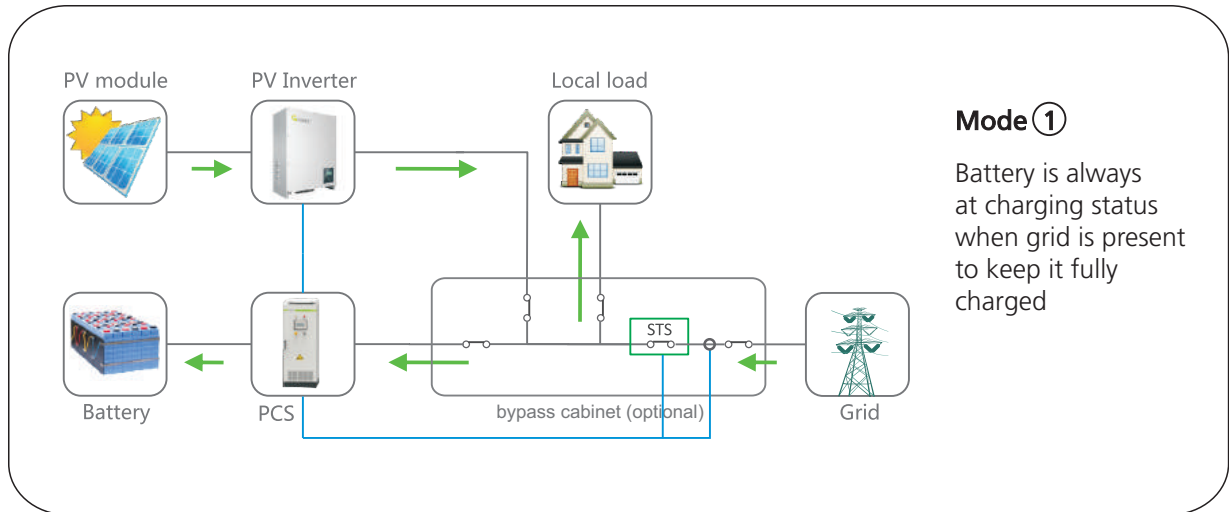 PV module
PV Inverter
Local load
Mode 1
Battery is always
at charging status
when grid is present
to keep it fully
charged
STS
Battery
PCS
bypass cabinet (optional)
Grid